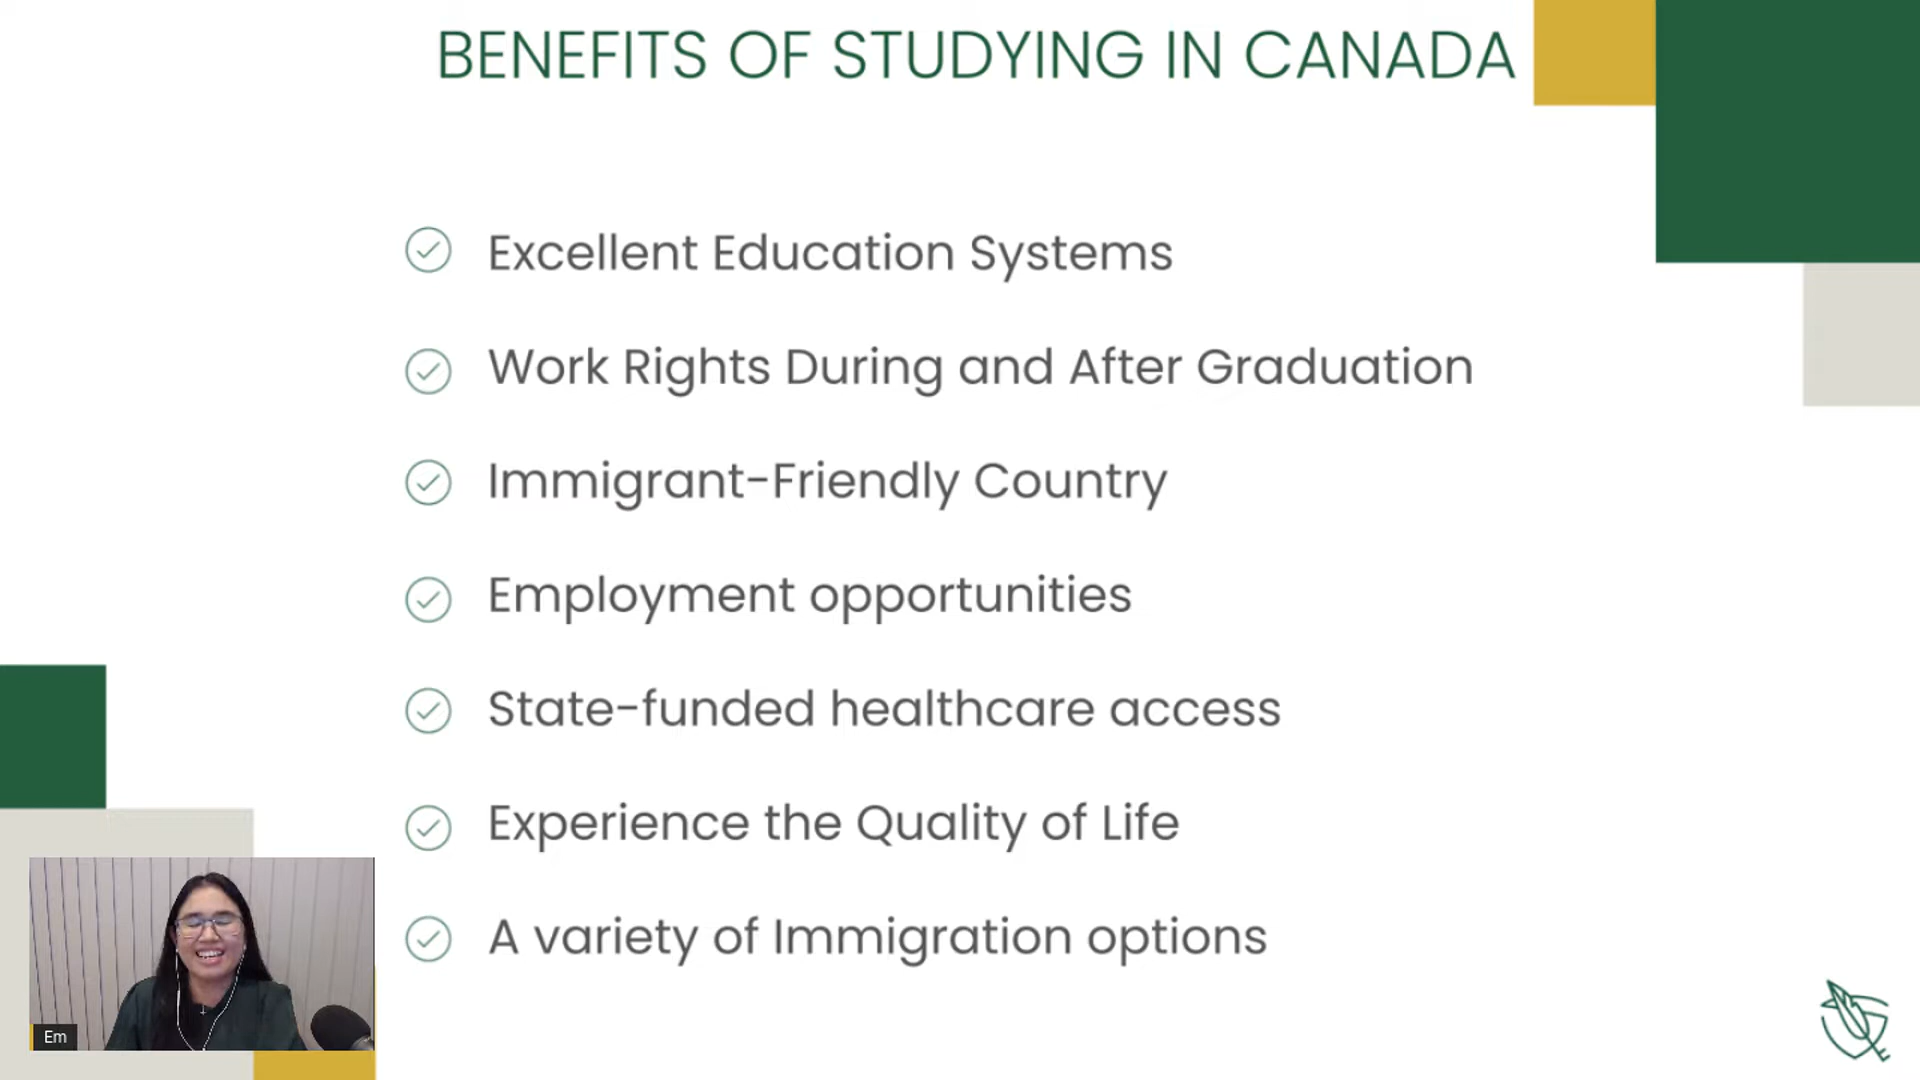 BENEFITS OF STUDYING IN CANADA
Excellent Education Systems
Work Rights During and After Graduation
Immigrant-Friendly Country
Employment opportunities
State-funded healthcare access
Experience the Quality of Life
A variety of Immigration options
Em